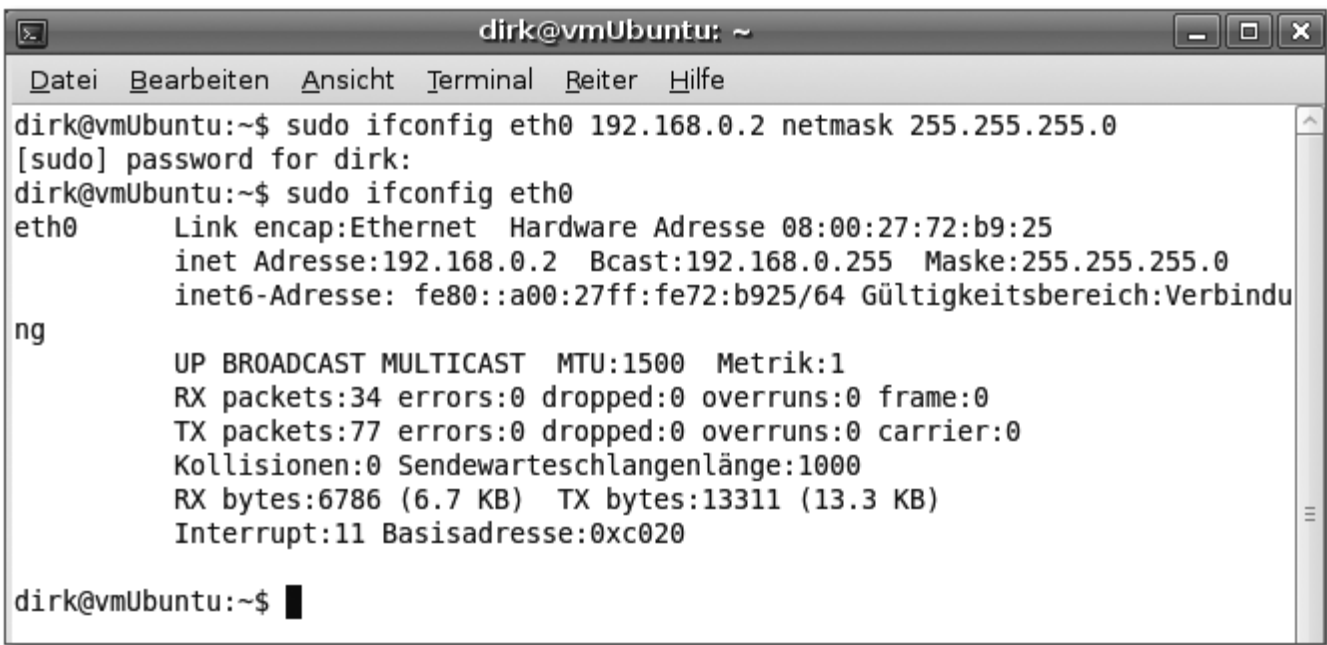 dirk@vmUbuntu: ~
Datei Bearbeiten Ansicht Terminal Reiter Hilfe
dirk@vmUbuntu:~$ sudo ifconfig eth0 192.168.0.2 netmask 255.255.255.0
[sudo] password for dirk:
dirk@vmUbuntu:~$ sudo ifconfig eth0
eth0      Link encap:Ethernet  Hardware Adresse 08:00:27:72:b9:25
          inet Adresse:192.168.0.2  Bcast:192.168.0.255  Maske:255.255.255.0
          inet6-Adresse: fe80::a00:27ff:fe72:b925/64 Gültigkeitsbereich:Verbindu
ng
          UP BROADCAST MULTICAST  MTU:1500  Metrik:1
          RX packets:34 errors:0 dropped:0 overruns:0 frame:0
          TX packets:77 errors:0 dropped:0 overruns:0 carrier:0
          Kollisionen:0 Sendewarteschlangenlänge:1000
          RX bytes:6786 (6.7 KB)  TX bytes:13311 (13.3 KB)
          Interrupt:11 Basisadresse:0xc020
dirk@vmUbuntu:~$